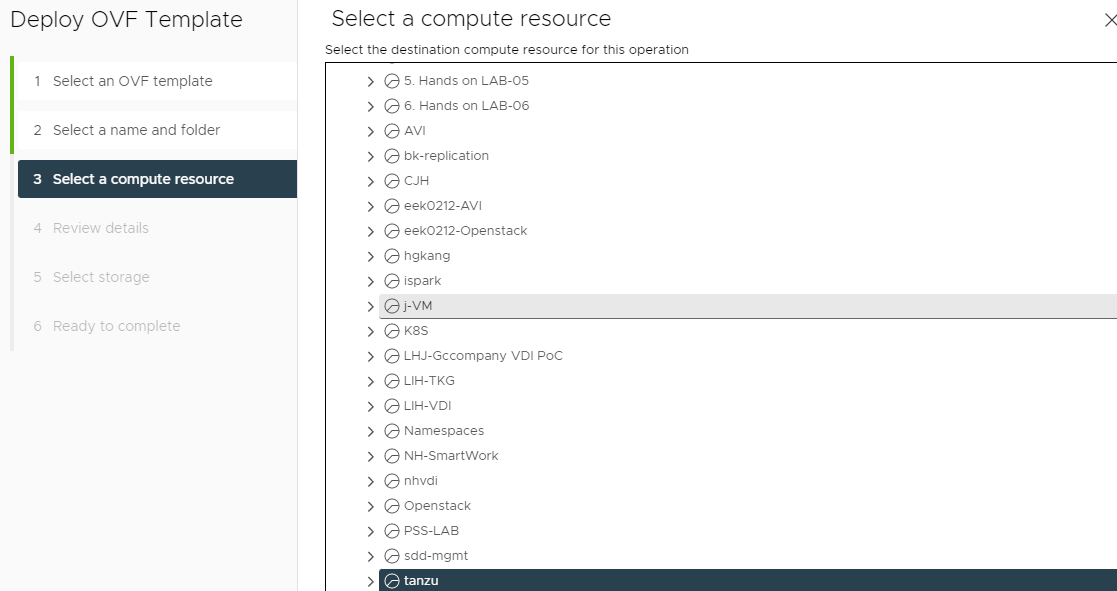 Deploy OVF Template
1 Select an OVF template
2 Select a name and folder
3 Select a compute resource
4 Review details
5 Select storage
6 Ready to complete
Select a compute resource
Select the destination compute resource for this operation
5. Hands on LAB-05
6. Hands on LAB-06
AVI
bk-replication
CJH
eek0212-AVI
eek0212-Openstack
hgkang
ispark
j-VM
K8S
LHJ-Gccompany VDI PoC
LIH-TKG
LIH-VDI
Namespaces
NH-SmartWork
nhvdi
Openstack
PSS-LAB
sdd-mgmt
tanzu